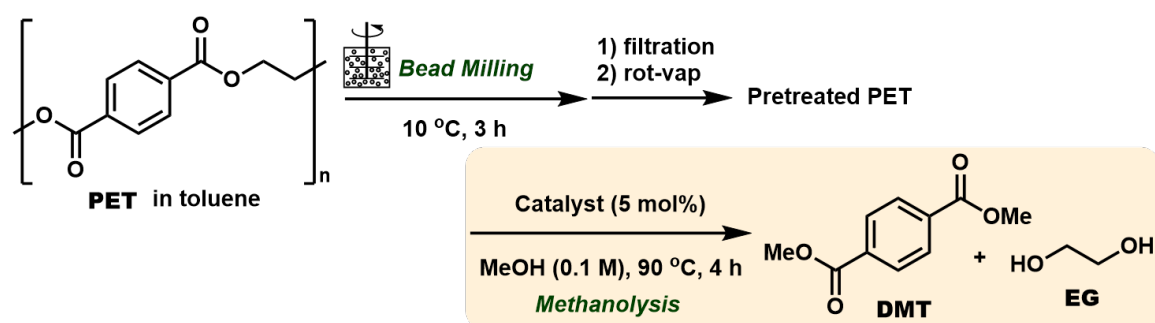 O
O
O
O
n
PET in toluene
Bead Milling
10 °C, 3 h
1) filtration
2) rot-vap
Pretreated PET
Catalyst (5 mol%)
MeOH (0.1 M), 90 °C, 4 h
Methanolysis
O
OMe
MeO
O
DMT
+
HO
OH
EG